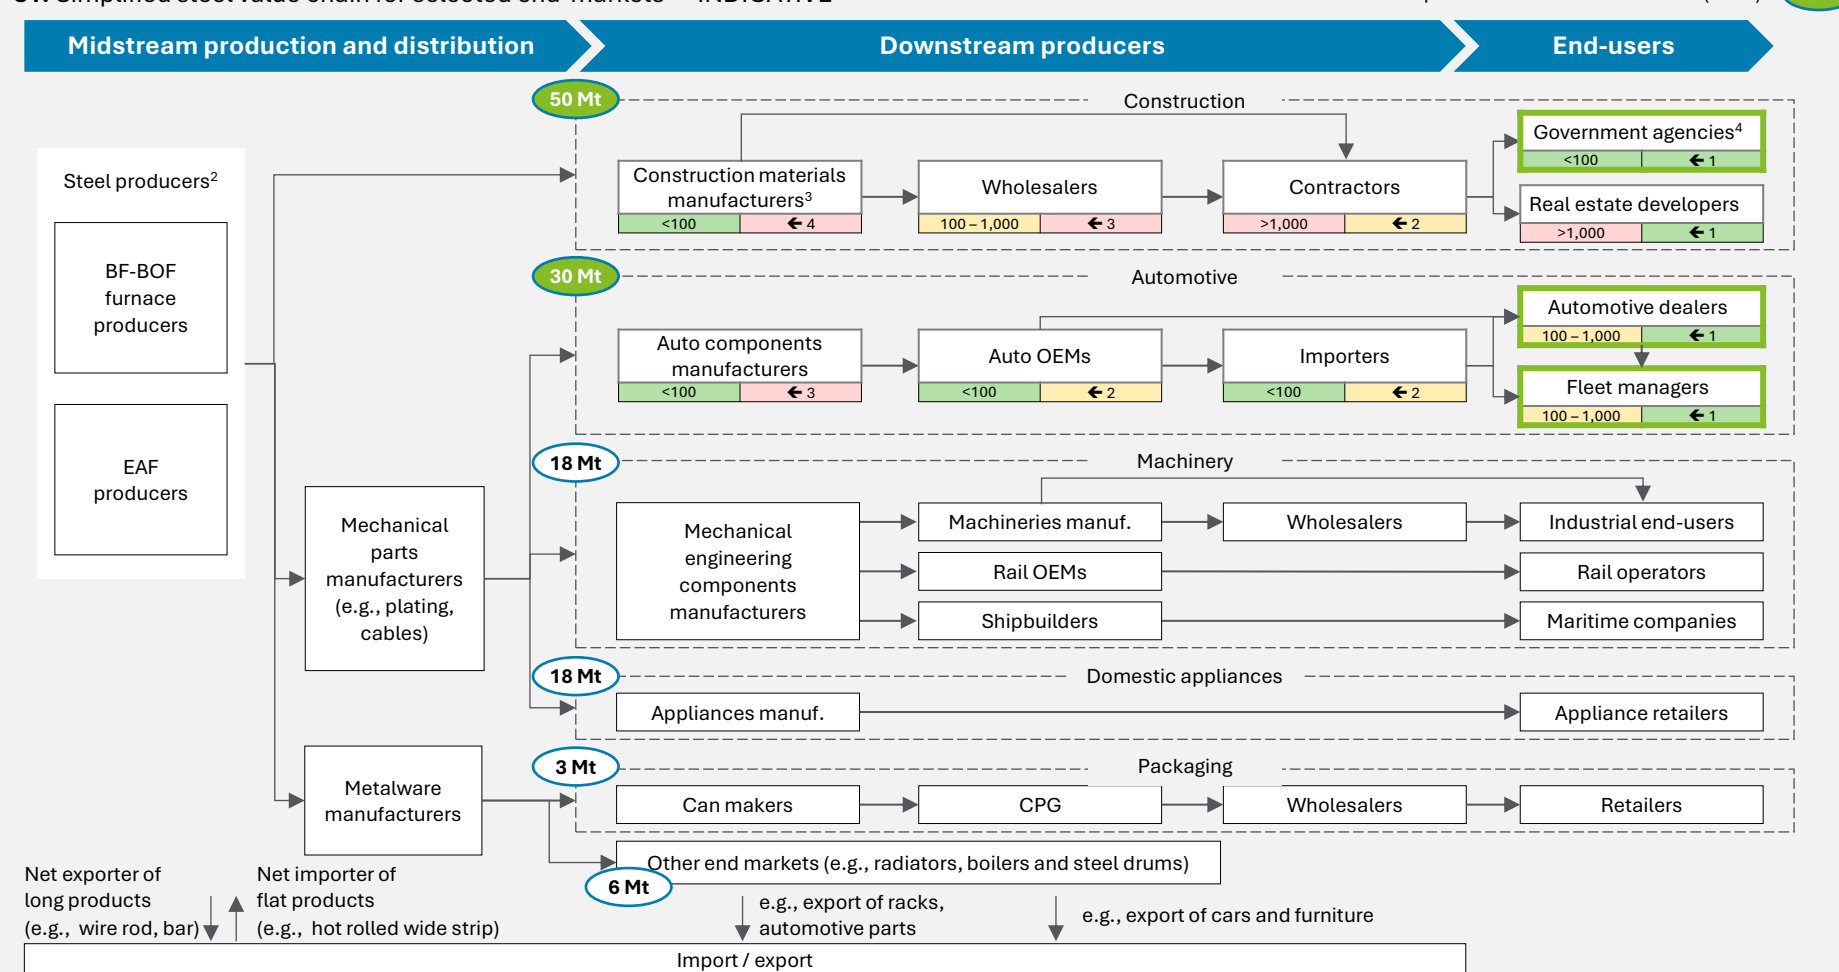 Midstream production and distribution
Downstream producers
End-users
50 Mt
Construction
Steel producers²
BF-BOF
furnace
producers
EAF
producers
Construction materials
manufacturers³
<100
← 4
Wholesalers
100 – 1,000
← 3
Contractors
>1,000
← 2
Government agencies⁴
<100
← 1
Real estate developers
>1,000
← 1
30 Mt
Automotive
Auto components
manufacturers
<100
← 3
Auto OEMs
<100
← 2
Importers
<100
← 2
Automotive dealers
100 – 1,000
← 1
Fleet managers
100 – 1,000
← 1
18 Mt
Machinery
Mechanical
parts
manufacturers
(e.g., plating,
cables)
Mechanical
engineering
components
manufacturers
Machineries manuf.
Wholesalers
Industrial end-users
Rail OEMs
Rail operators
Shipbuilders
Maritime companies
18 Mt
Domestic appliances
Appliances manuf.
Appliance retailers
3 Mt
Packaging
Metalware
manufacturers
Can makers
CPG
Wholesalers
Retailers
Other end markets (e.g., radiators, boilers and steel drums)
6 Mt
Net exporter of
long products
(e.g., wire rod, bar)
Net importer of
flat products
(e.g., hot rolled wide strip)
e.g., export of racks,
automotive parts
e.g., export of cars and furniture
Import / export